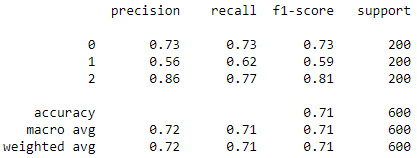 precision recall f1-score support
0 0.73 0.73 0.73 200
1 0.56 0.62 0.59 200
2 0.86 0.77 0.81 200
accuracy 0.71 600
macro avg 0.72 0.71 0.71 600
weighted avg 0.72 0.71 0.71 600